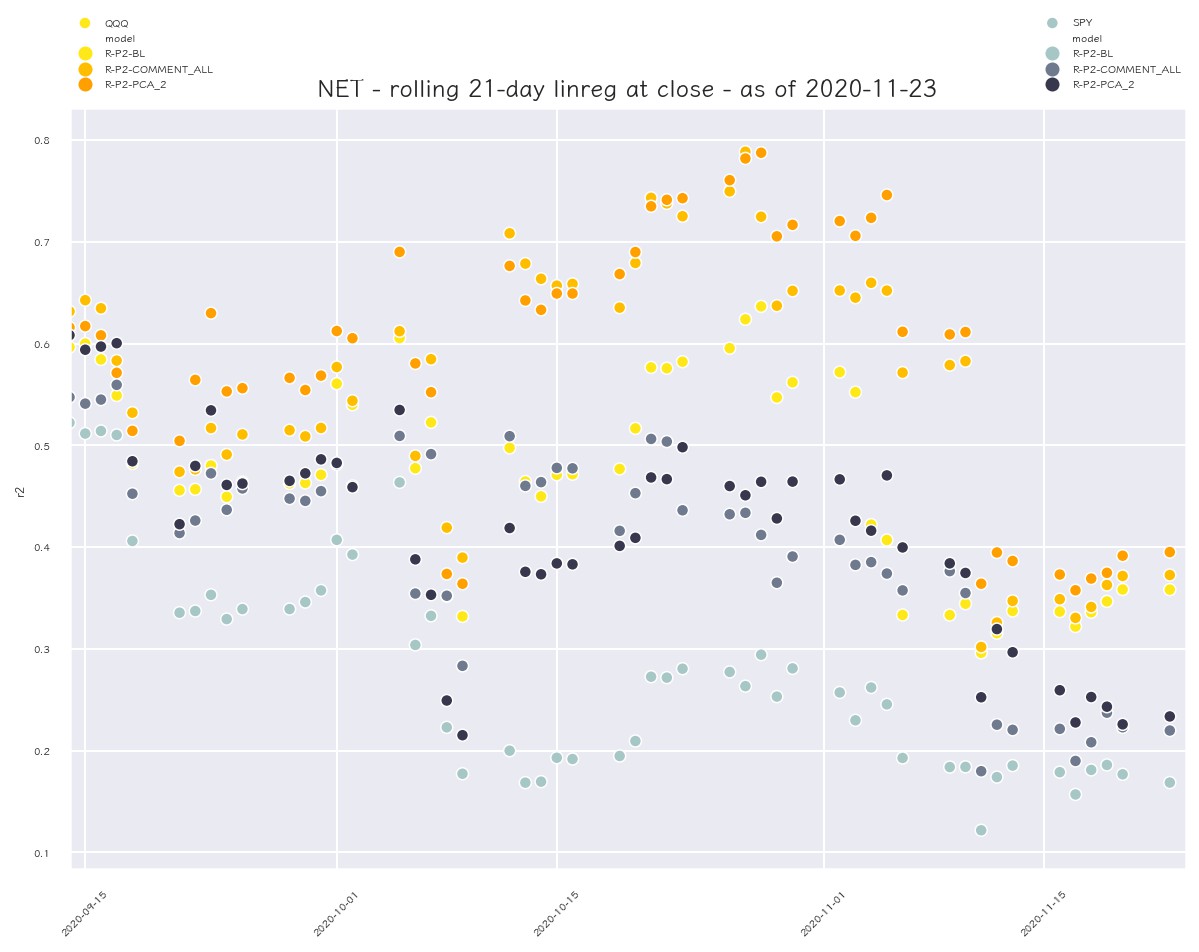 QQQ
model
R-P2-BL
R-P2-COMMENT_ALL
R-P2-PCA_2
SPY
model
R-P2-BL
R-P2-COMMENT_ALL
R-P2-PCA_2
NET - rolling 21-day linreg at close - as of 2020-11-23
0.8
0.7
0.6
0.5
0.4
0.3
0.2
0.1
r2
2020-09-15
2020-10-01
2020-10-15
2020-11-01
2020-11-15